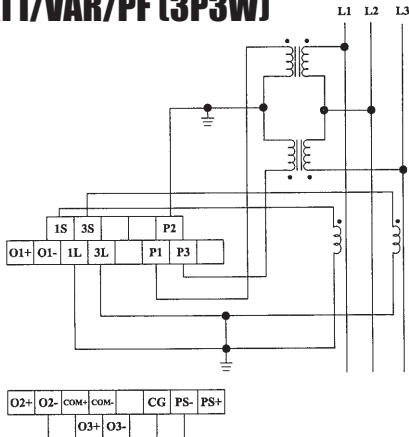 ATT/VAR/PF (3P3W)
L1 L2 L3
1S 3S P2
O1+ O1- 1L 3L P1 P3
O2+ O2- COM+ COM- CG PS- PS+
O3+ O3-